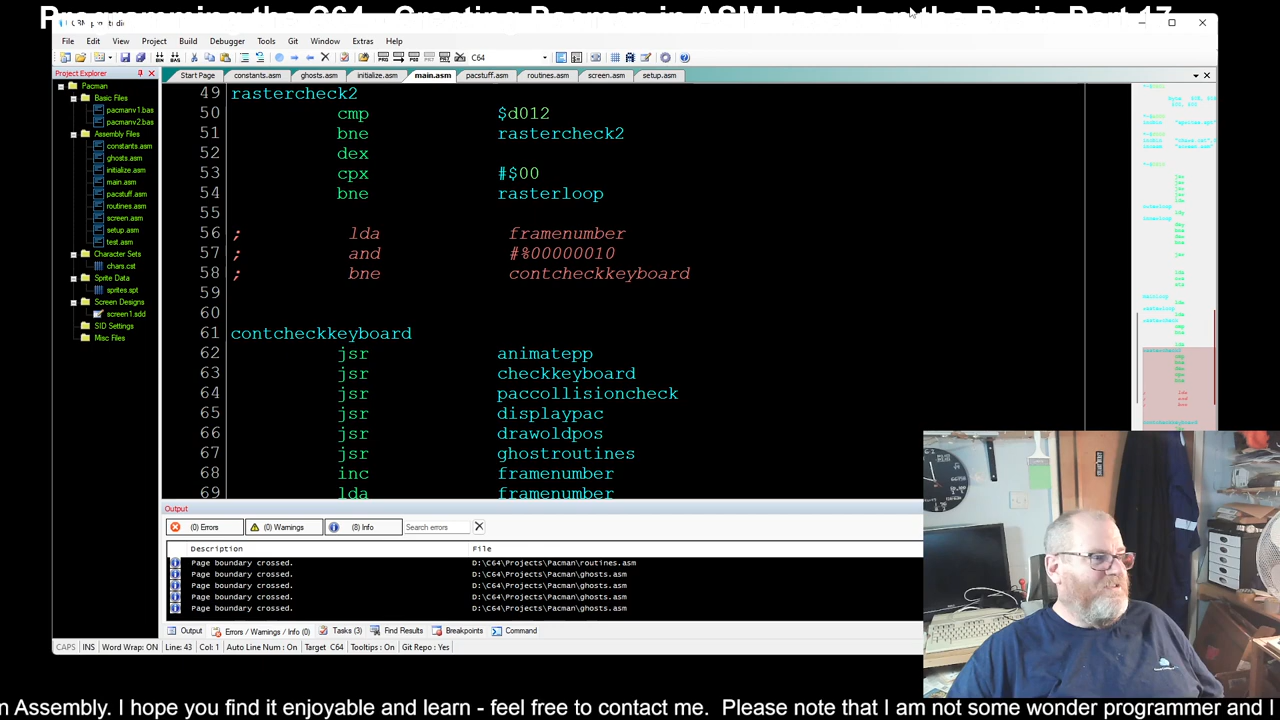 Programming the C64 - Creating Pacman in ASM based on the Basic Part 17
File Edit View Project Build Debugger Tools Git Window Extras Help
C64
Project Explorer
Start Page constants.asm ghosts.asm initialize.asm main.asm pacstuff.asm routines.asm screen.asm setup.asm
Pacman
Basic Files
pacmanv1.bas
pacmanv2.bas
Assembly Files
constants.asm
ghosts.asm
initialize.asm
main.asm
pacstuff.asm
routines.asm
screen.asm
setup.asm
test.asm
Character Sets
chars.cst
Sprite Data
sprites.spt
Screen Designs
screen1.sdd
SID Settings
Misc Files
49 rastercheck2
50 cmp $d012
51 bne rastercheck2
52 dex
53 cpx #$00
54 bne rasterloop
55
56 ; lda framenumber
57 ; and #%00000010
58 ; bne contcheckkeyboard
59
60
61 contcheckkeyboard
62 jsr animatepp
63 jsr checkkeyboard
64 jsr paccollisioncheck
65 jsr displaypac
66 jsr drawoldpos
67 jsr ghostroutines
68 inc framenumber
69 lda framenumber
Output
(0) Errors (0) Warnings (8) Info Search errors
Description File
Page boundary crossed. D:\C64\Projects\Pacman\routines.asm
Page boundary crossed. D:\C64\Projects\Pacman\ghosts.asm
Page boundary crossed. D:\C64\Projects\Pacman\ghosts.asm
Page boundary crossed. D:\C64\Projects\Pacman\ghosts.asm
Page boundary crossed. D:\C64\Projects\Pacman\ghosts.asm
Output Errors / Warnings / Info (0) Tasks (3) Find Results Breakpoints Command
CAPS INS Word Wrap: ON Line: 43 Col: 1 Auto Line Num : On Target C64 Tooltips : On Git Repo : Yes
n Assembly. I hope you find it enjoyable and learn - feel free to contact me. Please note that I am not some wonder programmer and I